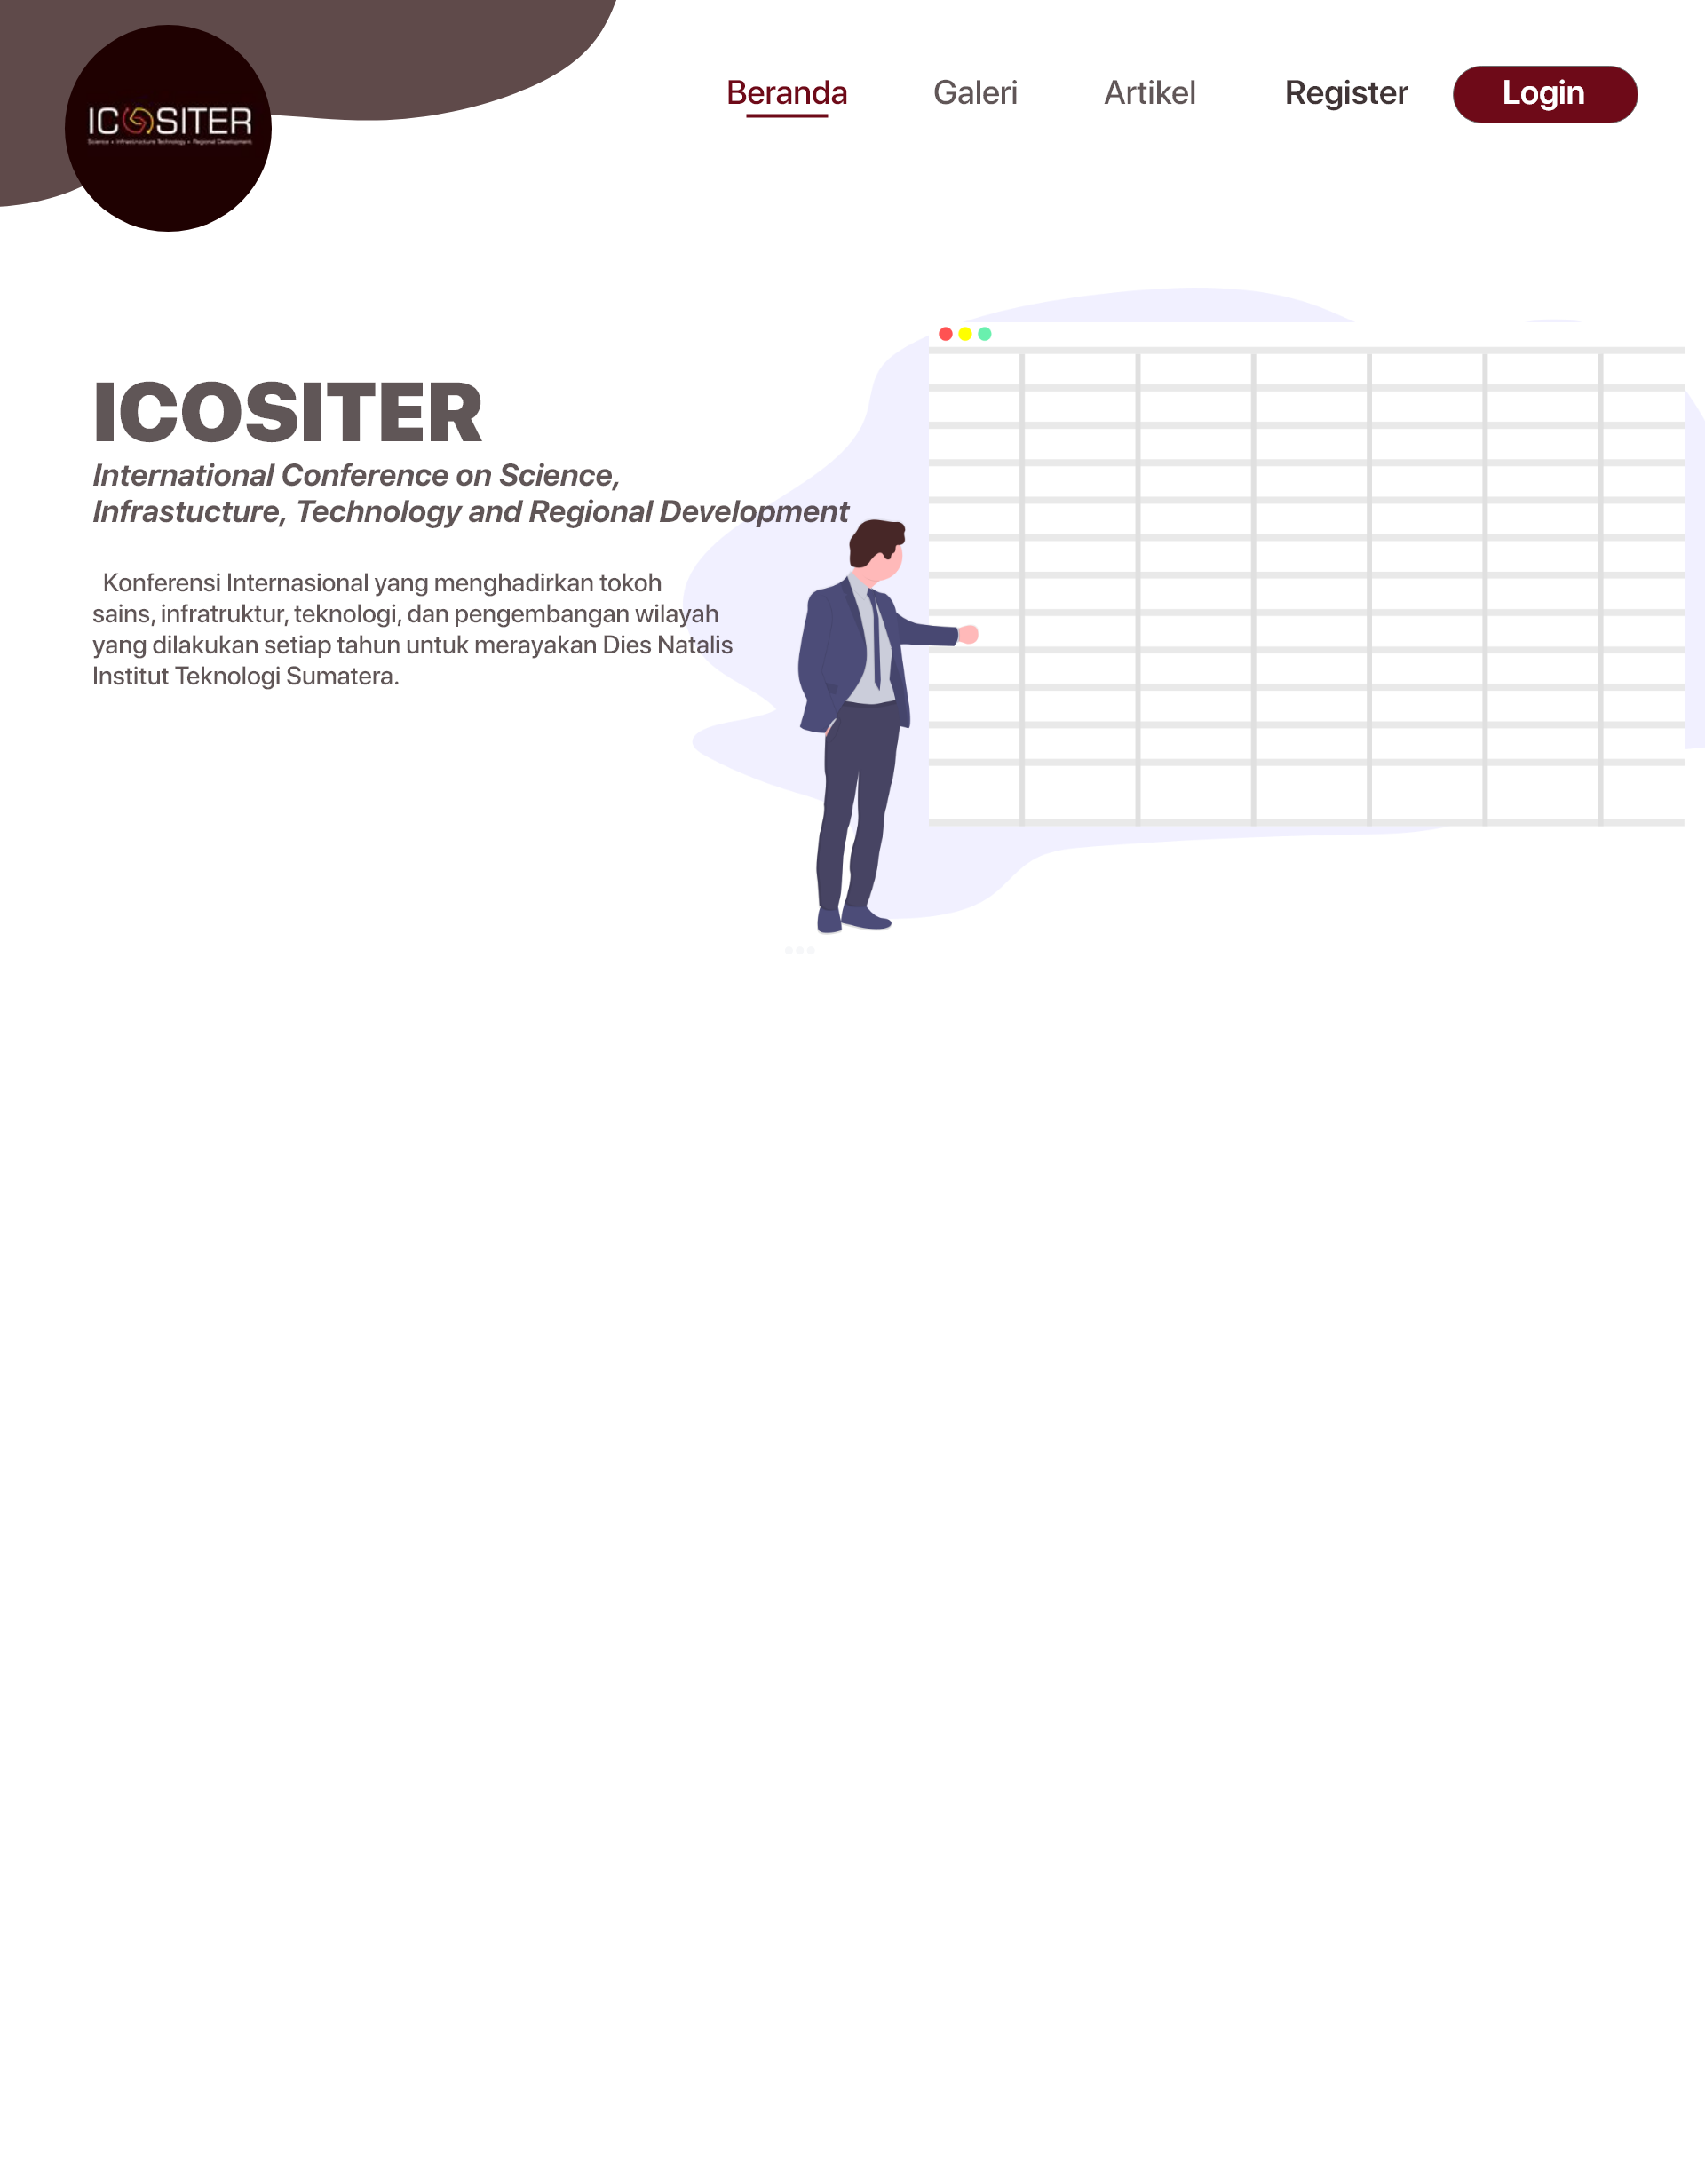 ICOSITER
Science • Infrastructure Technology • Regional Development
Beranda
Galeri
Artikel
Register
Login
ICOSITER
International Conference on Science,
Infrastucture, Technology and Regional Development
Konferensi Internasional yang menghadirkan tokoh
sains, infratruktur, teknologi, dan pengembangan wilayah
yang dilakukan setiap tahun untuk merayakan Dies Natalis
Institut Teknologi Sumatera.